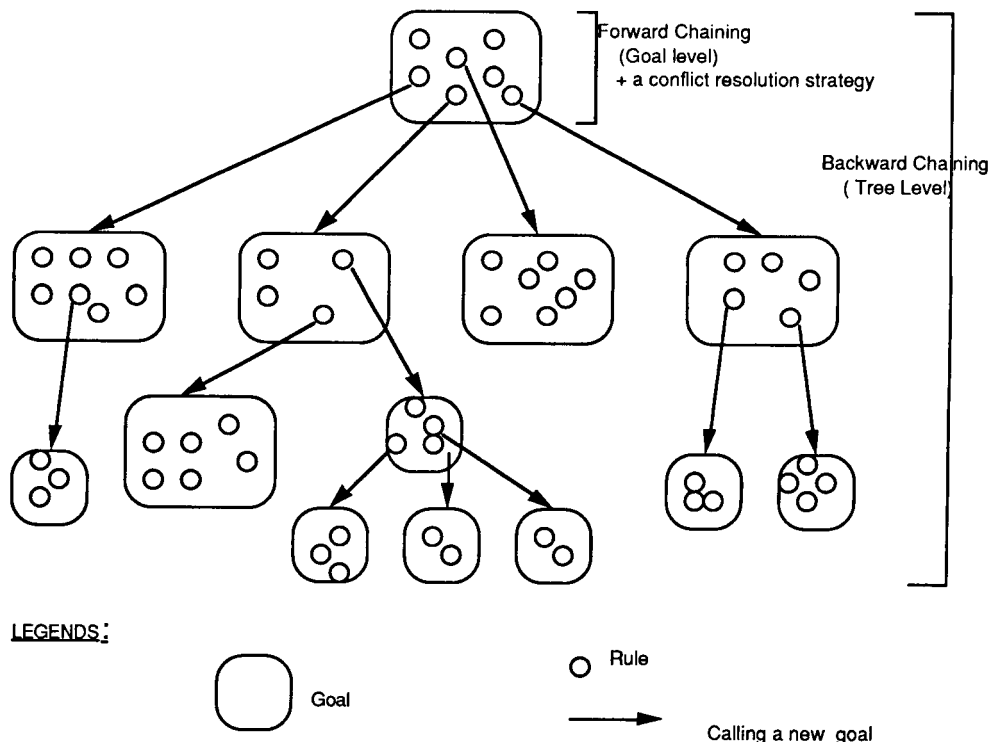 Forward Chaining
(Goal level)
+ a conflict resolution strategy
Backward Chaining
( Tree Level)
LEGENDS:
Goal
Rule
Calling a new goal